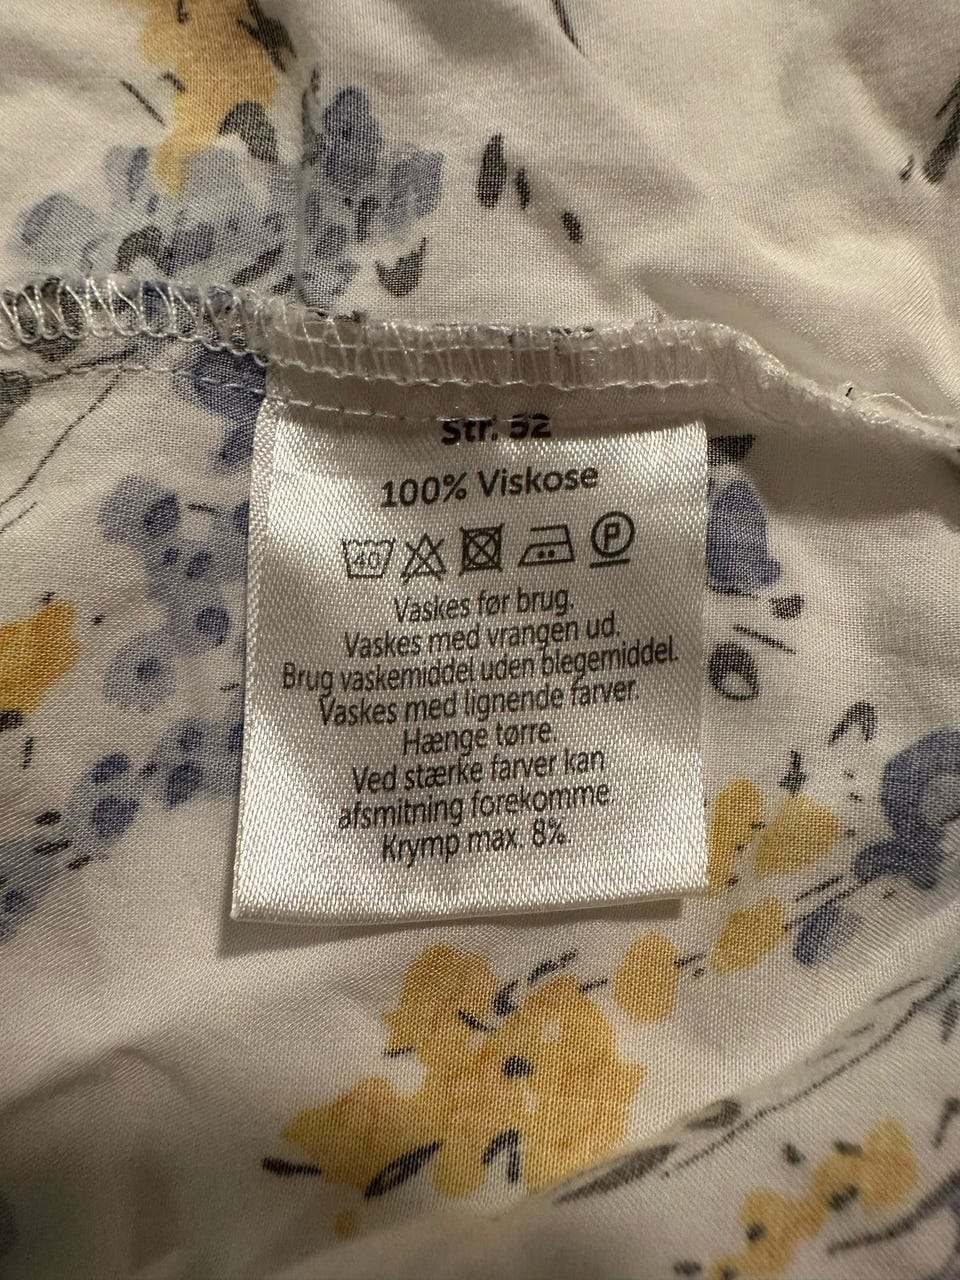 Str. 52
100% Viskose
40 P
Vaskes før brug.
Vaskes med vrangen ud.
Brug vaskemiddel uden blegemiddel.
Vaskes med lignende farver.
Hænge tørre.
Ved stærke farver kan
afsmitning forekomme.
Krymp max. 8%.